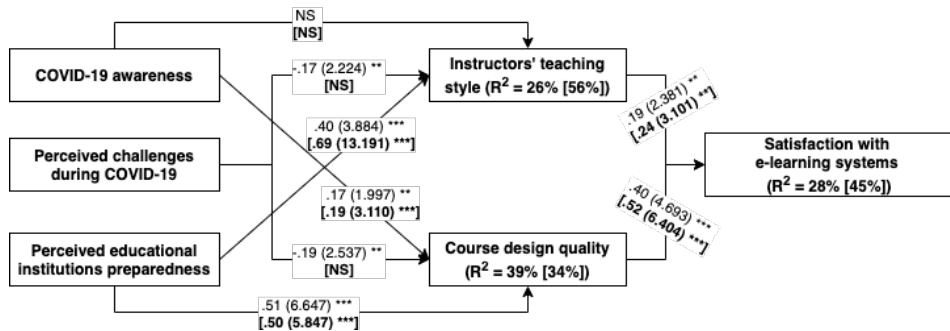 NS
[NS]
COVID-19 awareness
-.17 (2.224) **
[NS]
Instructors' teaching
style (R² = 26% [56%])
.40 (3.884) ***
[.69 (13.191) ***]
.19 (2.381) **
[.24 (3.101) **]
Perceived challenges
during COVID-19
Satisfaction with
e-learning systems
(R² = 28% [45%])
.17 (1.997) **
[.19 (3.110) ***]
.40 (4.693) ***
[.52 (6.404) ***]
Perceived educational
institutions preparedness
-.19 (2.537) **
[NS]
Course design quality
(R² = 39% [34%])
.51 (6.647) ***
[.50 (5.847) ***]